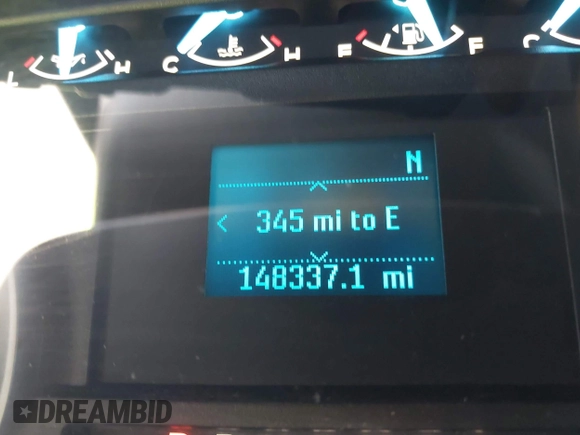 L H C H E F C
N
345 mi to E
148337.1 mi
DREAMBID